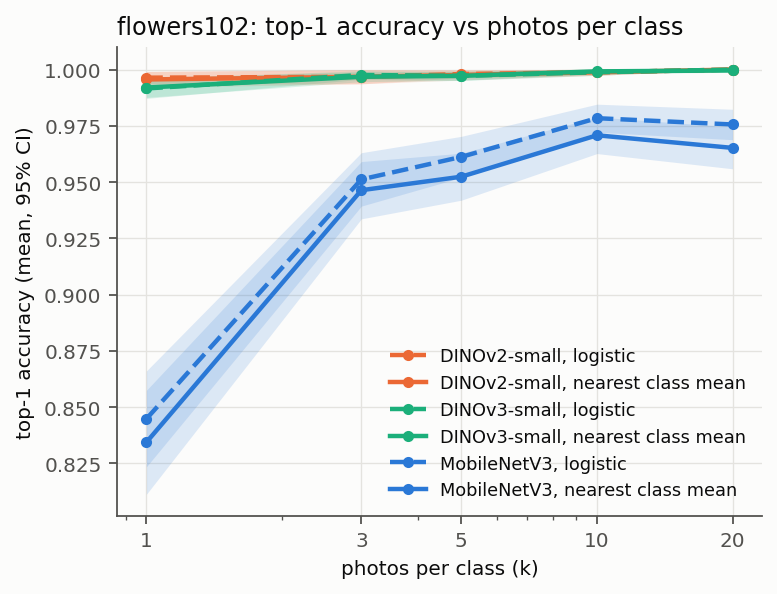 flowers102: top-1 accuracy vs photos per class
top-1 accuracy (mean, 95% CI)
1.000
0.975
0.950
0.925
0.900
0.875
0.850
0.825
DINOv2-small, logistic
DINOv2-small, nearest class mean
DINOv3-small, logistic
DINOv3-small, nearest class mean
MobileNetV3, logistic
MobileNetV3, nearest class mean
1 3 5 10 20
photos per class (k)